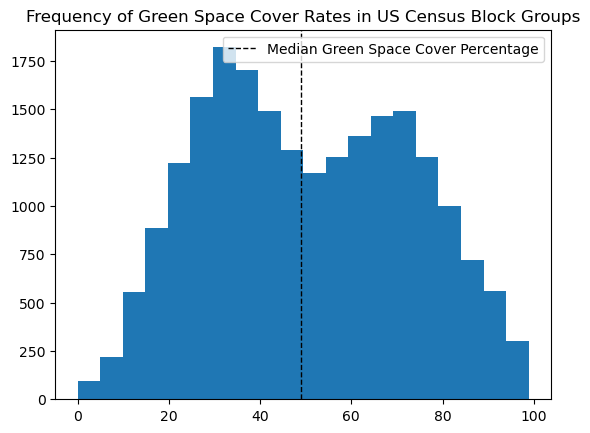 Frequency of Green Space Cover Rates in US Census Block Groups
Median Green Space Cover Percentage
1750
1500
1250
1000
750
500
250
0
0 20 40 60 80 100